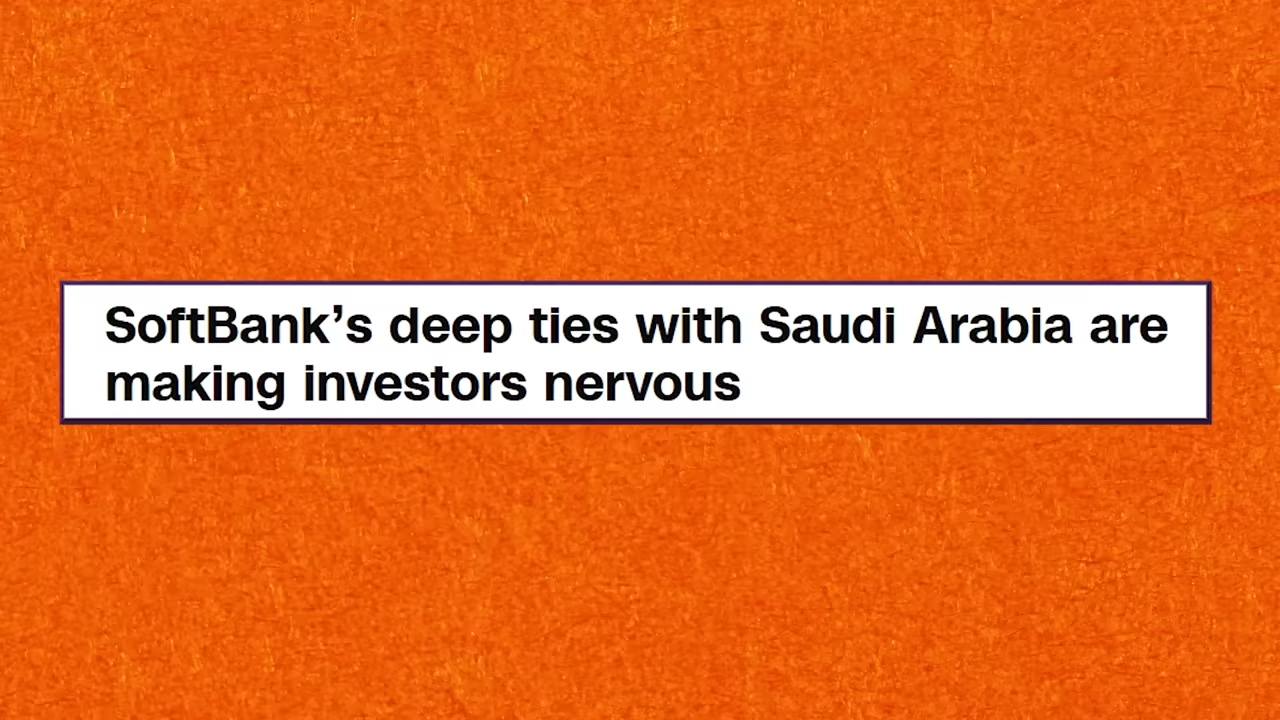 SoftBank’s deep ties with Saudi Arabia are
making investors nervous